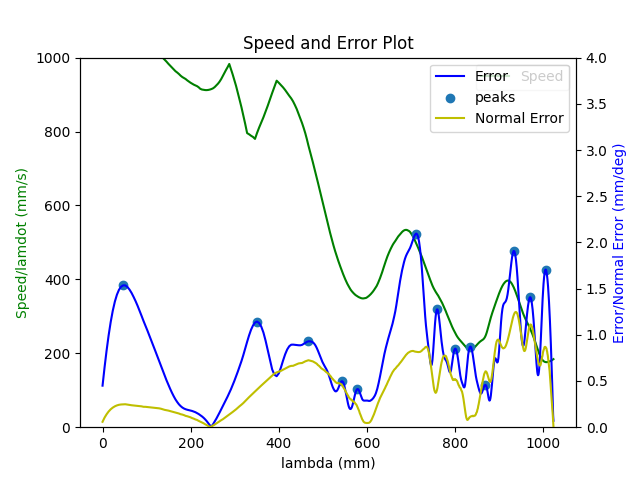 Speed and Error Plot
Speed/lamdot (mm/s)
1000
800
600
400
200
0
Error
Speed
peaks
Normal Error
4.0
3.5
3.0
2.5
2.0
1.5
1.0
0.5
0.0
Error/Normal Error (mm/deg)
0 200 400 600 800 1000
lambda (mm)